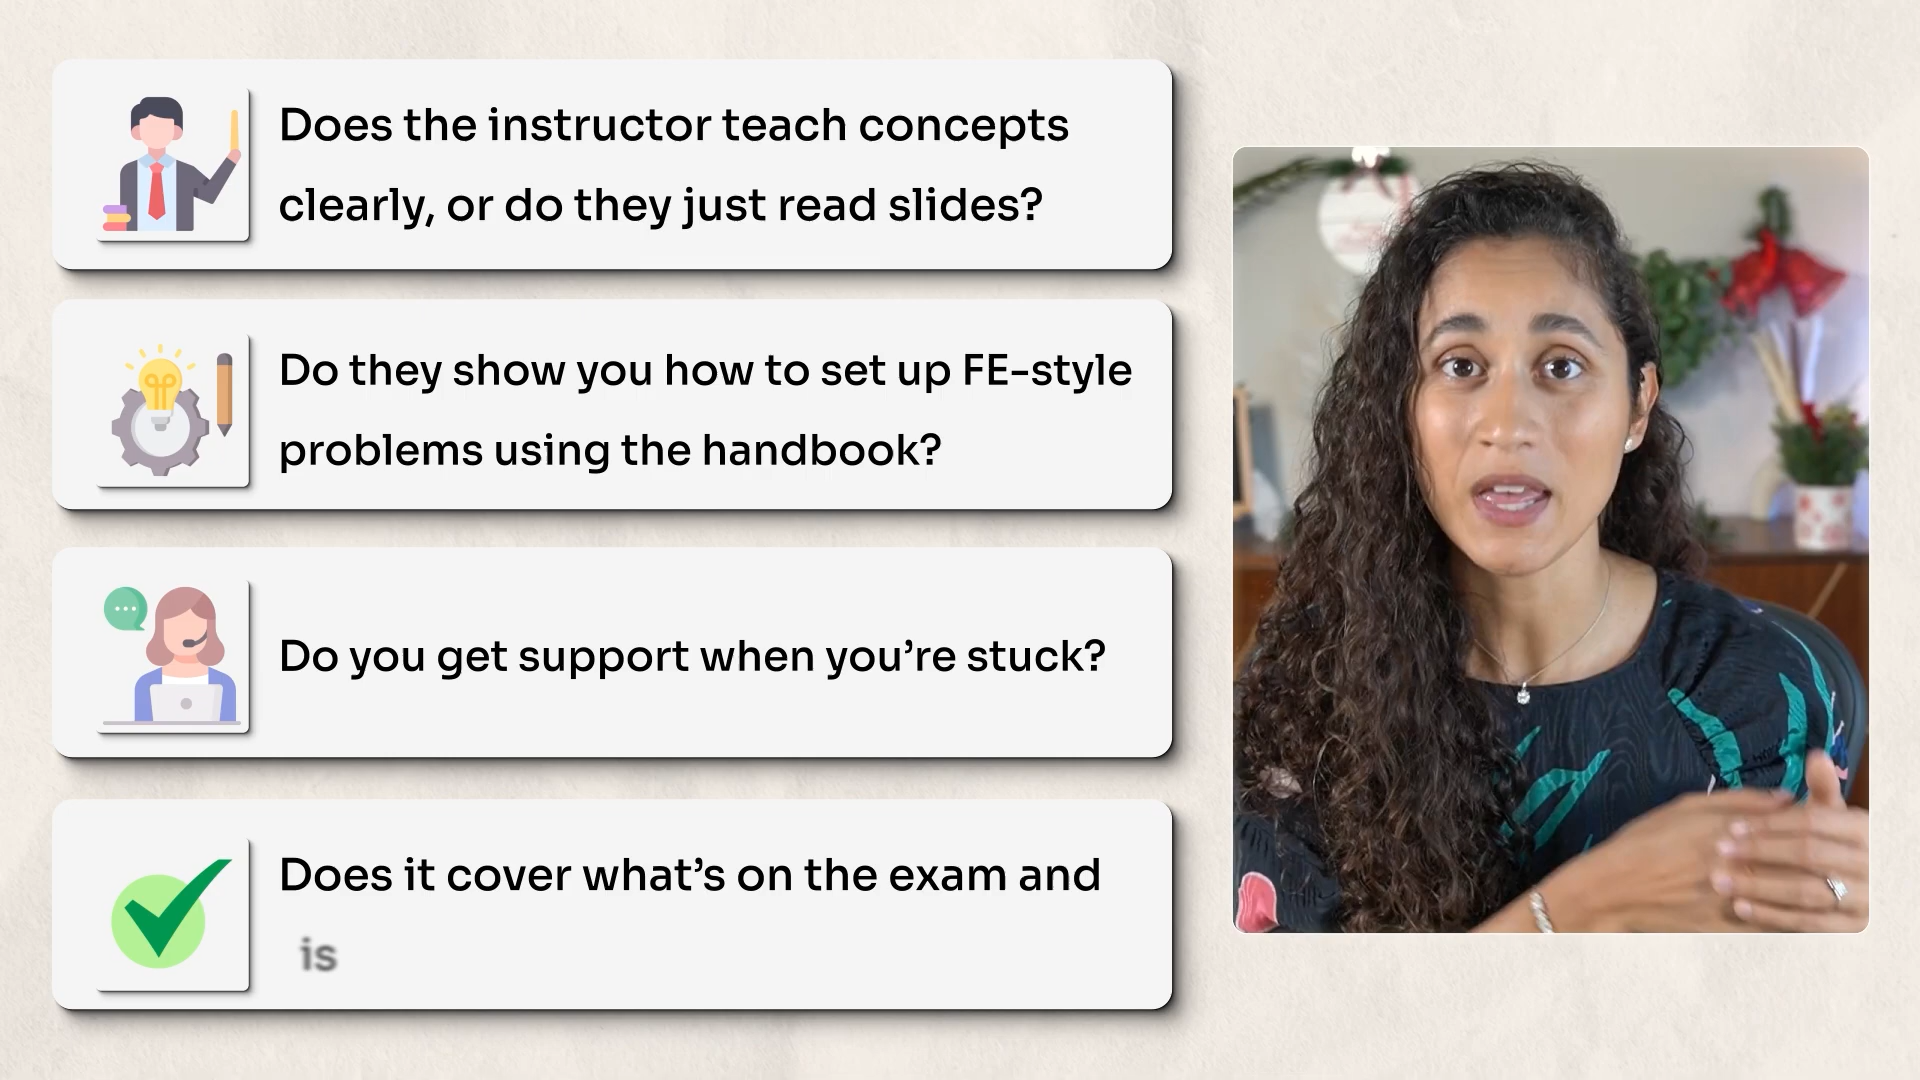 Does the instructor teach concepts
clearly, or do they just read slides?
Do they show you how to set up FE-style
problems using the handbook?
Do you get support when you’re stuck?
Does it cover what’s on the exam and
is